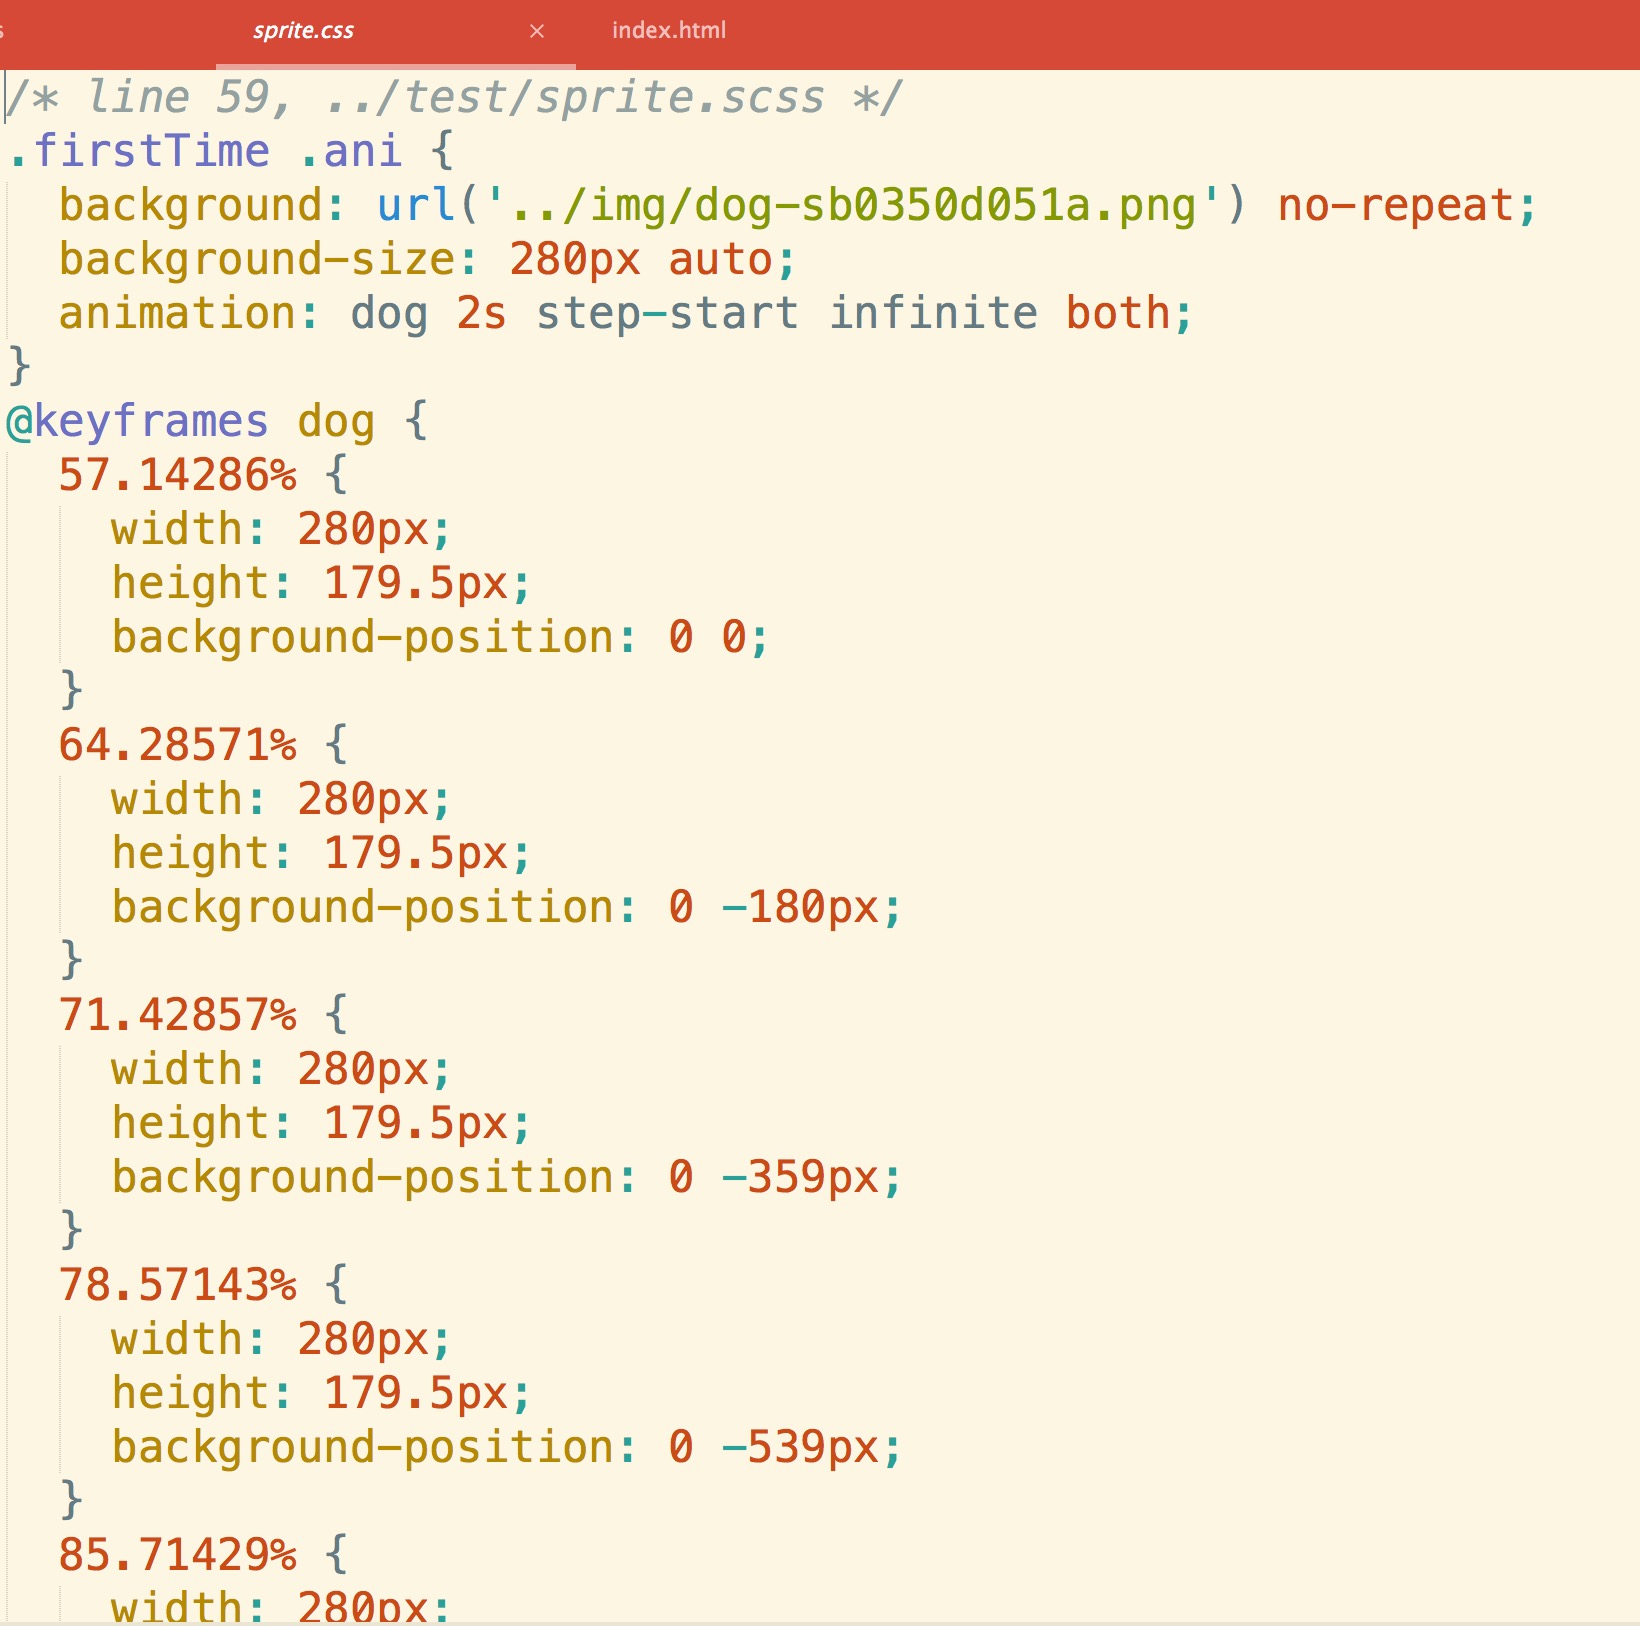 s
sprite.css × index.html
/* line 59, ../test/sprite.scss */
.firstTime .ani {
  background: url('../img/dog-sb0350d051a.png') no-repeat;
  background-size: 280px auto;
  animation: dog 2s step-start infinite both;
}
@keyframes dog {
  57.14286% {
    width: 280px;
    height: 179.5px;
    background-position: 0 0;
  }
  64.28571% {
    width: 280px;
    height: 179.5px;
    background-position: 0 -180px;
  }
  71.42857% {
    width: 280px;
    height: 179.5px;
    background-position: 0 -359px;
  }
  78.57143% {
    width: 280px;
    height: 179.5px;
    background-position: 0 -539px;
  }
  85.71429% {
    width: 280px;